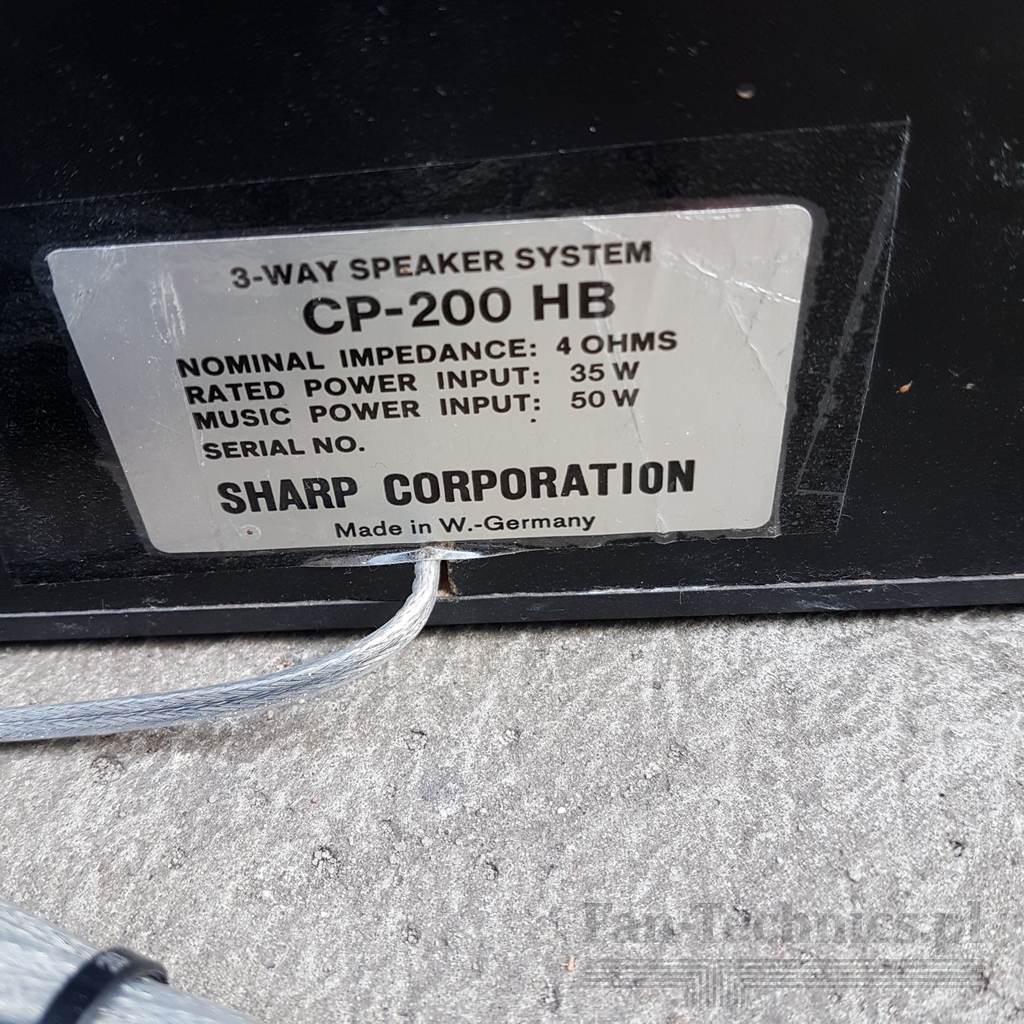 3-WAY SPEAKER SYSTEM
CP-200 HB
NOMINAL IMPEDANCE: 4 OHMS
RATED POWER INPUT: 35 W
MUSIC POWER INPUT: 50 W
SERIAL NO.
SHARP CORPORATION
Made in W.-Germany
Fan-Technics.pl